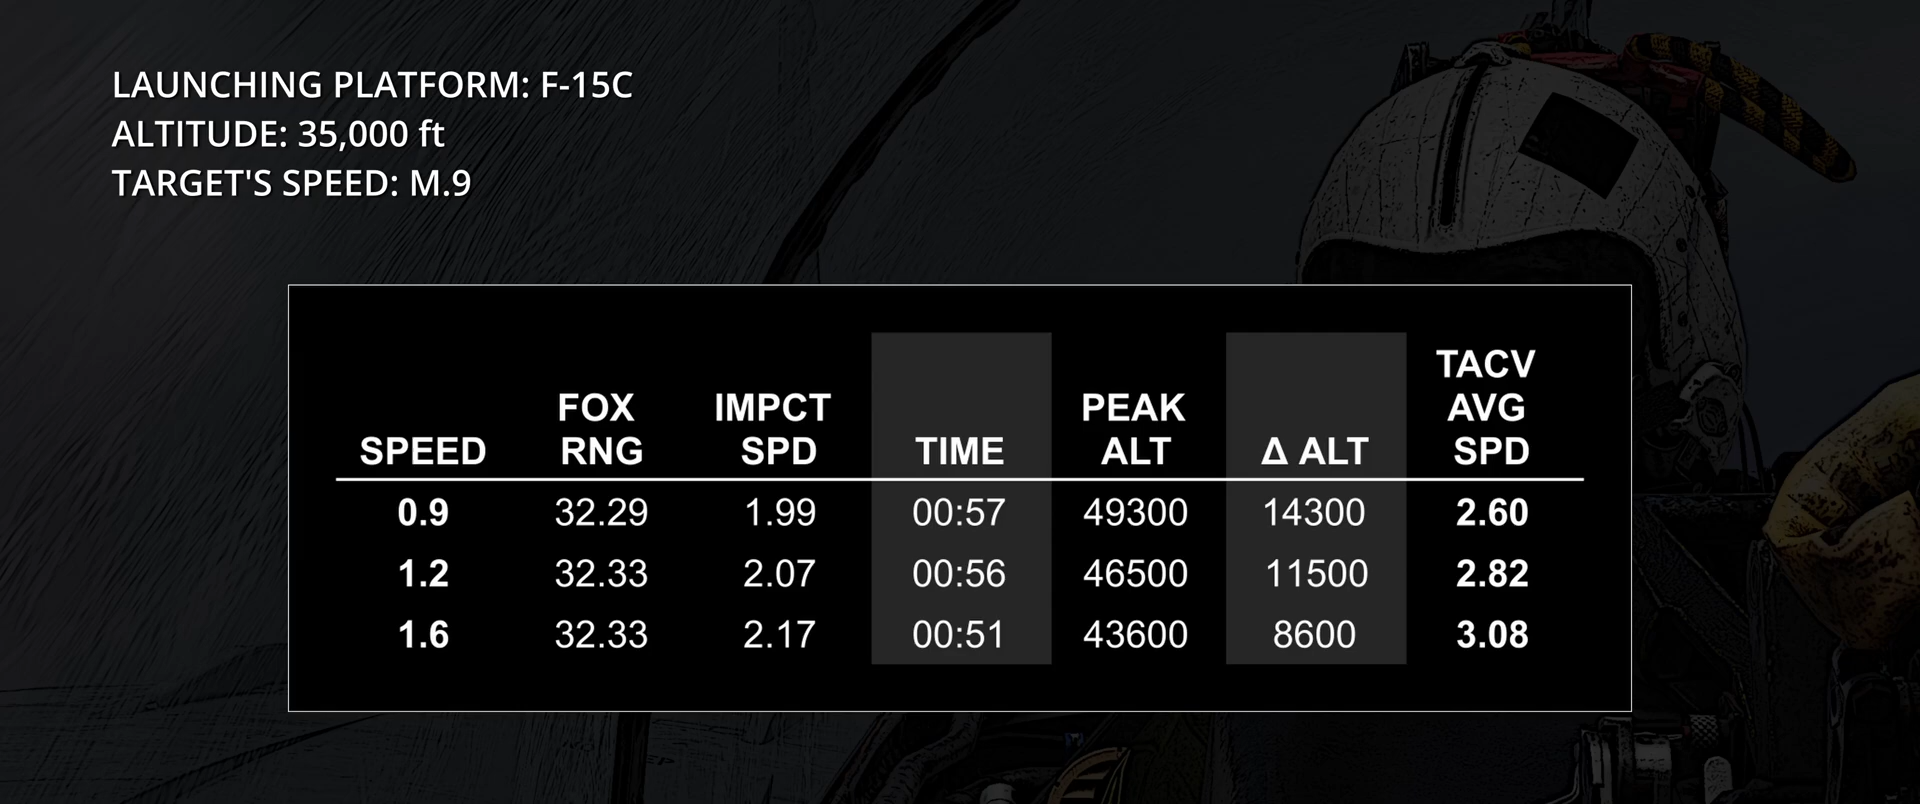 LAUNCHING PLATFORM: F-15C
ALTITUDE: 35,000 ft
TARGET'S SPEED: M.9
SPEED FOX RNG IMPCT SPD TIME PEAK ALT Δ ALT TACV AVG SPD
0.9 32.29 1.99 00:57 49300 14300 2.60
1.2 32.33 2.07 00:56 46500 11500 2.82
1.6 32.33 2.17 00:51 43600 8600 3.08